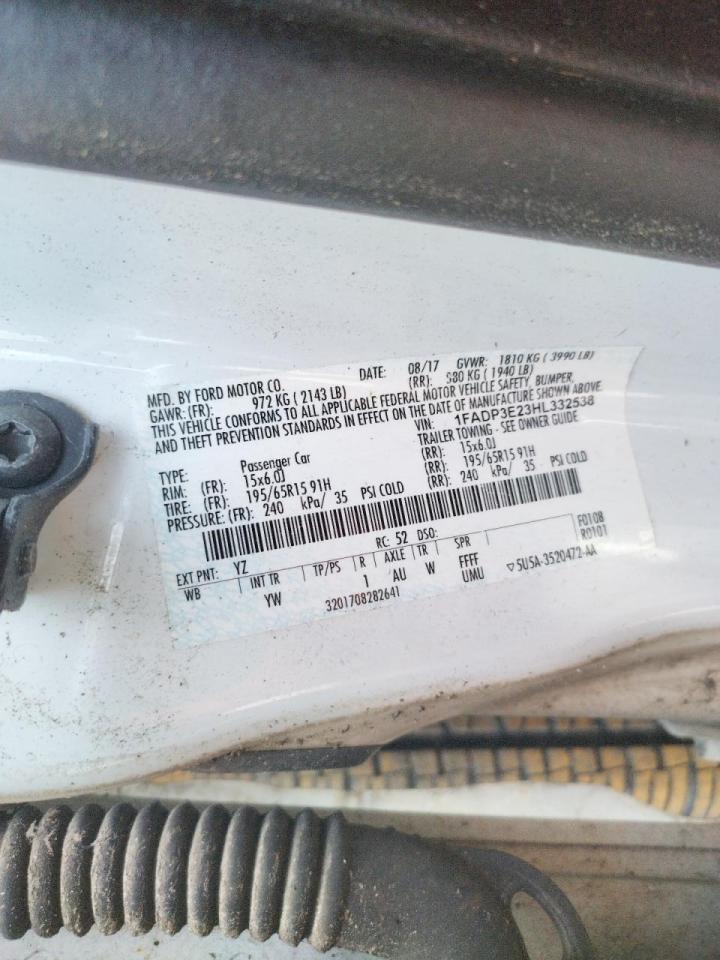 MFD. BY FORD MOTOR CO. DATE: 08/17 GVWR: 1810 KG ( 3990 LB)
GAWR: (FR): 972 KG ( 2143 LB) (RR): 880 KG ( 1940 LB)
THIS VEHICLE CONFORMS TO ALL APPLICABLE FEDERAL MOTOR VEHICLE SAFETY, BUMPER,
AND THEFT PREVENTION STANDARDS IN EFFECT ON THE DATE OF MANUFACTURE SHOWN ABOVE.
VIN: 1FADP3E23HL332538
TYPE: Passenger Car TRAILER TOWING - SEE OWNER GUIDE
RIM: (FR): 15x6.0J (RR): 15x6.0J
TIRE: (FR): 195/65R15 91H (RR): 195/65R15 91H
PRESSURE: (FR): 240 kPa/ 35 PSI COLD (RR): 240 kPa/ 35 PSI COLD
EXT PNT: YZ RC: 52 DSO: F0108
R0101
WB INT TR TP/PS R AXLE TR SPR
YW 1 AU W FFFF
UMU
3201708282641 ▽ 5U5A-3520472-AA